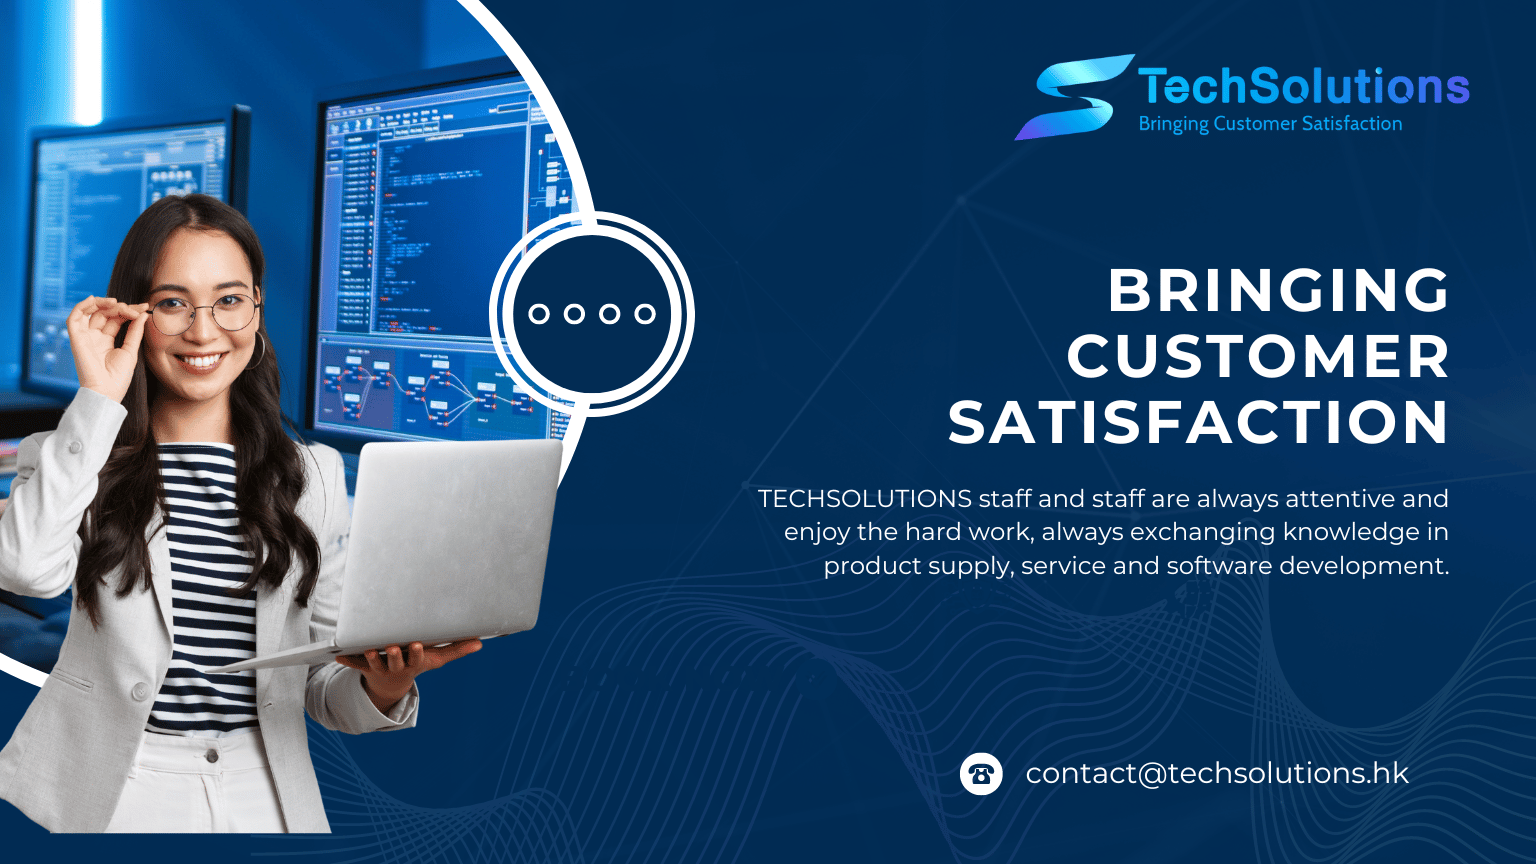 TechSolutions
Bringing Customer Satisfaction
BRINGING
CUSTOMER
SATISFACTION
TECHSOLUTIONS staff and staff are always attentive and
enjoy the hard work, always exchanging knowledge in
product supply, service and software development.
contact@techsolutions.hk